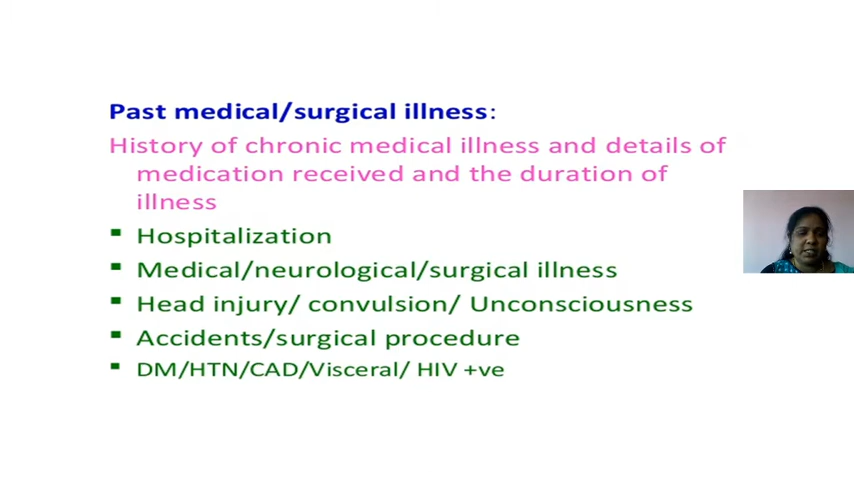 Past medical/surgical illness:
History of chronic medical illness and details of
medication received and the duration of
illness
▪ Hospitalization
▪ Medical/neurological/surgical illness
▪ Head injury/ convulsion/ Unconsciousness
▪ Accidents/surgical procedure
▪ DM/HTN/CAD/Visceral/ HIV +ve